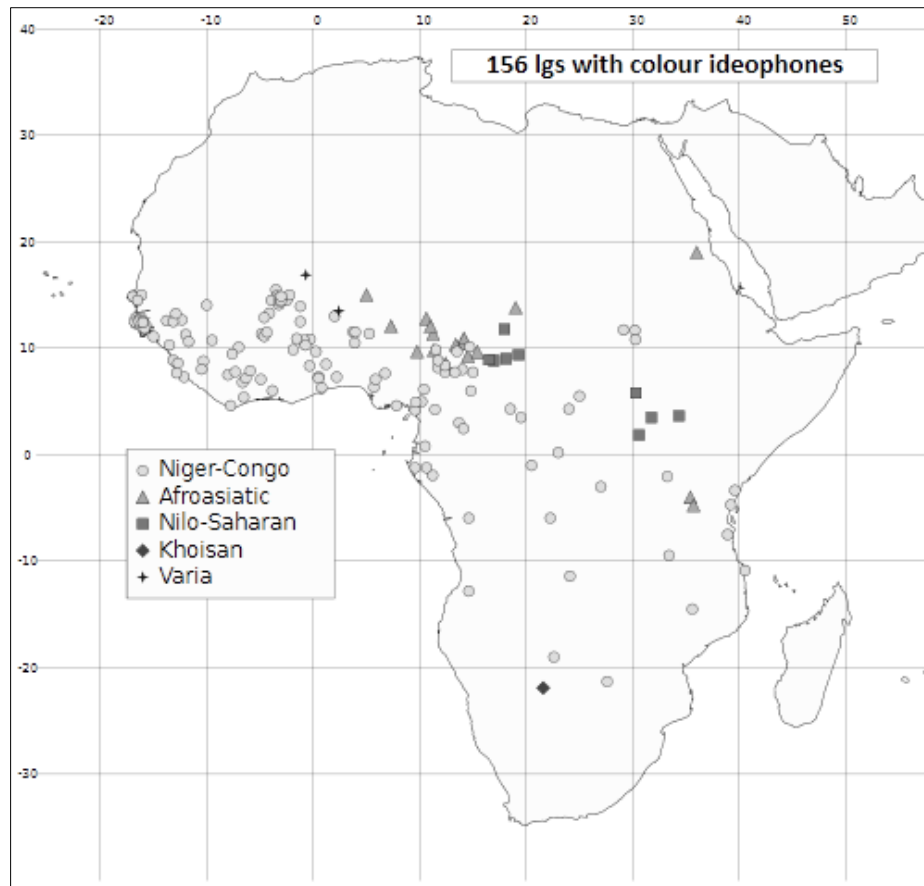 -20 -10 0 10 20 30 40 50
40
156 lgs with colour ideophones
30
20
10
0
Niger-Congo
Afroasiatic
Nilo-Saharan
Khoisan
Varia
-10
-20
-30